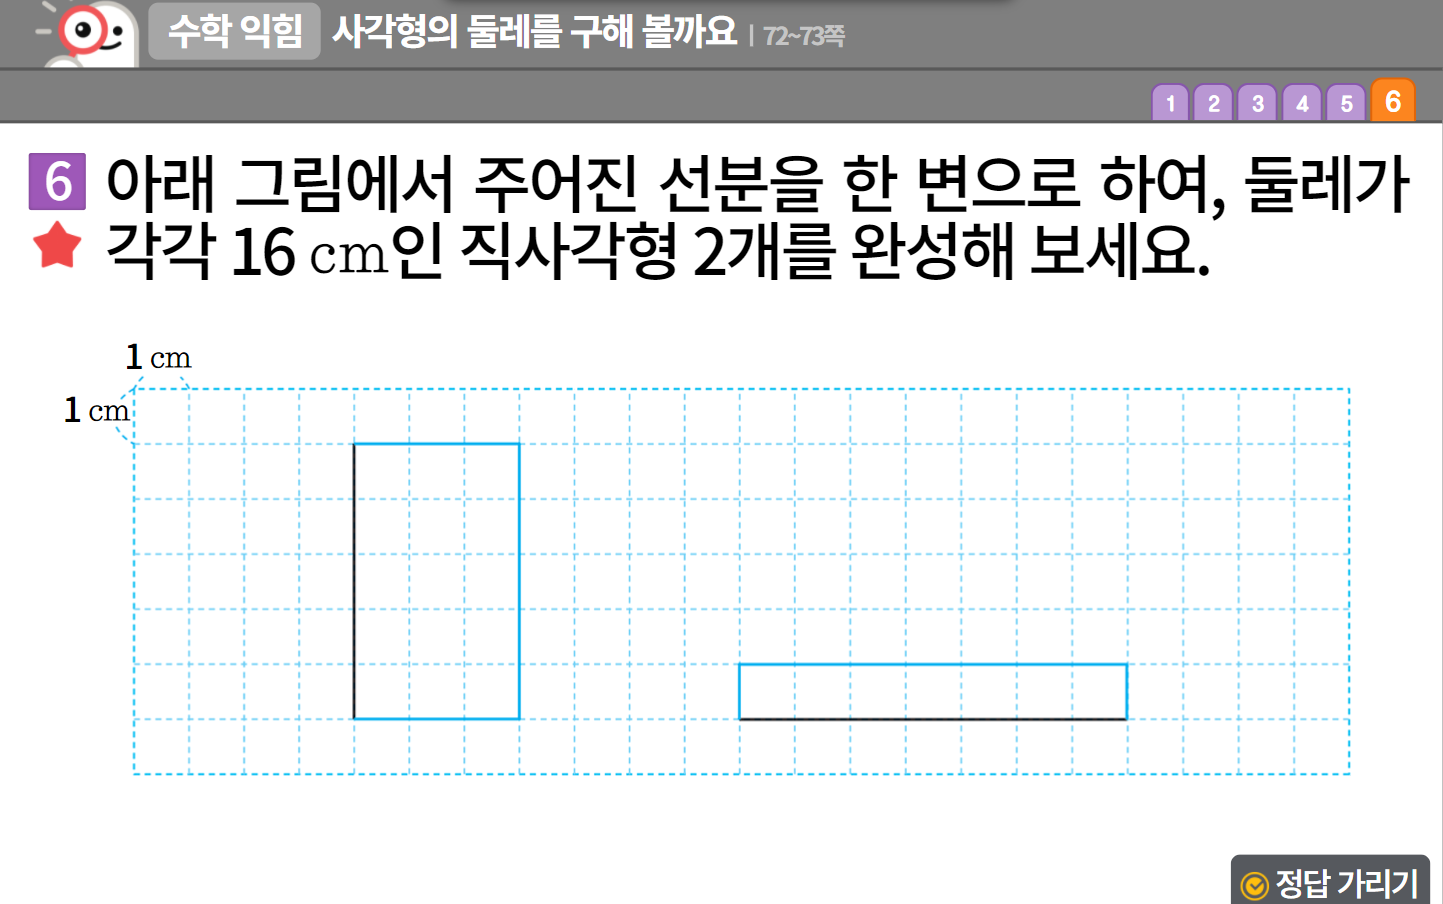 수학 익힘 사각형의 둘레를 구해 볼까요 | 72~73쪽
1 2 3 4 5 6
6 아래 그림에서 주어진 선분을 한 변으로 하여, 둘레가
각각 16 cm인 직사각형 2개를 완성해 보세요.
1 cm
1 cm
정답 가리기